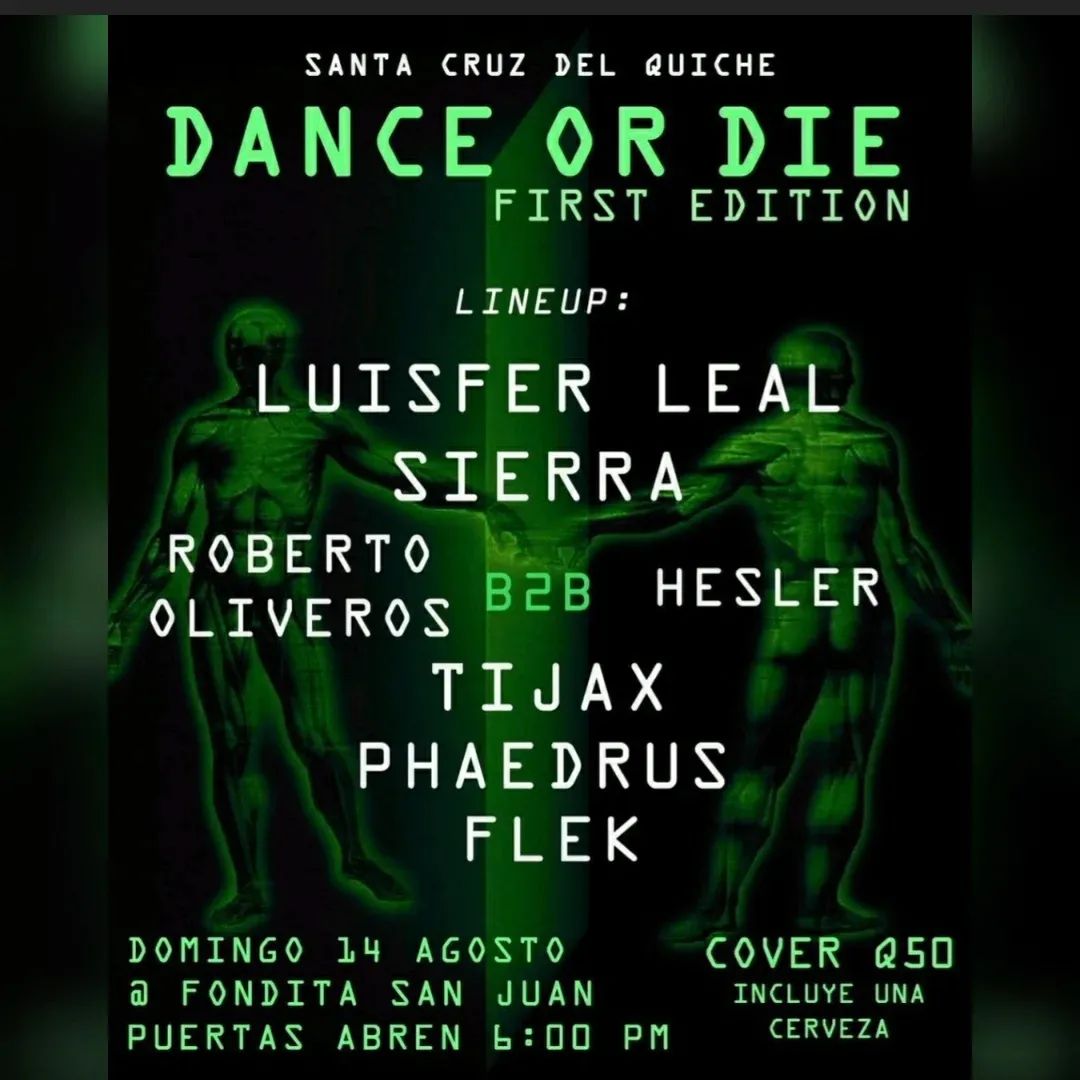 SANTA CRUZ DEL QUICHE
DANCE OR DIE
FIRST EDITION
LINEUP:
LUISFER LEAL
SIERRA
ROBERTO
OLIVEROS
B2B
HESLER
TIJAX
PHAEDRUS
FLEK
DOMINGO 14 AGOSTO
@ FONDITA SAN JUAN
PUERTAS ABREN 6:00 PM
COVER Q50
INCLUYE UNA
CERVEZA